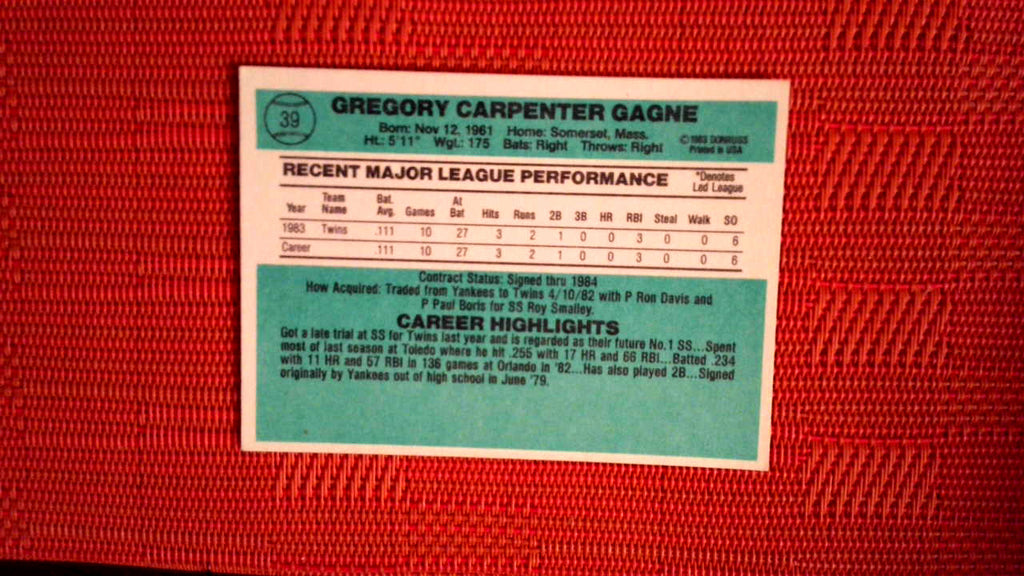 39
GREGORY CARPENTER GAGNE
Born: Nov 12, 1961 Home: Somerset, Mass.
Ht.: 5'11" Wgt.: 175 Bats: Right Throws: Right
© 1983 DONRUSS
Printed in USA
RECENT MAJOR LEAGUE PERFORMANCE
*Denotes
Led League
Year Team Name Bat. Avg. Games At Bat Hits Runs 2B 3B HR RBI Steal Walk SO
1983 Twins .111 10 27 3 2 1 0 0 3 0 0 6
Career .111 10 27 3 2 1 0 0 3 0 0 6
Contract Status: Signed thru 1984
How Acquired: Traded from Yankees to Twins 4/10/82 with P Ron Davis and
P Paul Boris for SS Roy Smalley.
CAREER HIGHLIGHTS
Got a late trial at SS for Twins last year and is regarded as their future No.1 SS...Spent
most of last season at Toledo where he hit .255 with 17 HR and 66 RBI...Batted .234
with 11 HR and 57 RBI in 136 games at Orlando in '82...Has also played 2B...Signed
originally by Yankees out of high school in June '79.